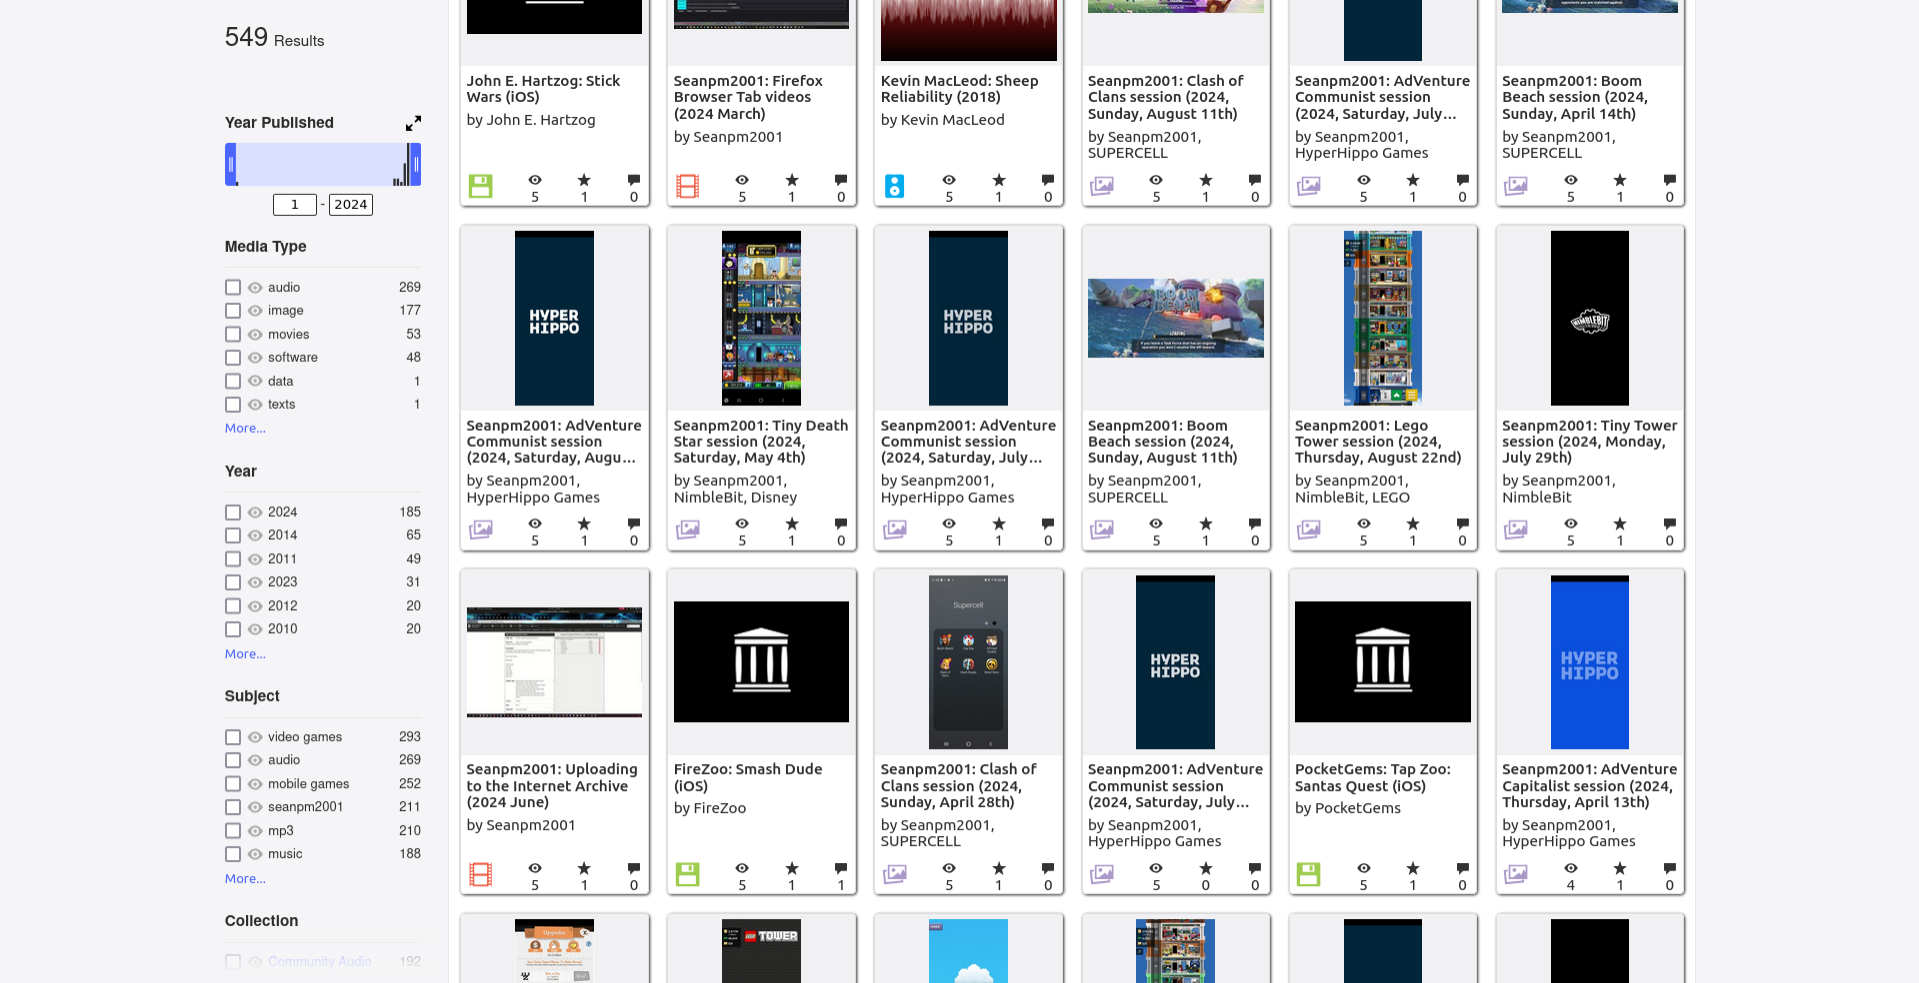 549 Results
Year Published
1 - 2024
Media Type
audio 269
image 177
movies 53
software 48
data 1
texts 1
More...
Year
2024 185
2014 65
2011 49
2023 31
2012 20
2010 20
More...
Subject
video games 293
audio 269
mobile games 252
seanpm2001 211
mp3 210
music 188
More...
Collection
Community Audio 192
John E. Hartzog: Stick
Wars (iOS)
by John E. Hartzog
5 1 0
Seanpm2001: Firefox
Browser Tab videos
(2024 March)
by Seanpm2001
5 1 0
Kevin MacLeod: Sheep
Reliability (2018)
by Kevin MacLeod
5 1 0
Seanpm2001: Clash of
Clans session (2024,
Sunday, August 11th)
by Seanpm2001,
SUPERCELL
5 1 0
Seanpm2001: AdVenture
Communist session
(2024, Saturday, July...
by Seanpm2001,
HyperHippo Games
5 1 0
Seanpm2001: Boom
Beach session (2024,
Sunday, April 14th)
by Seanpm2001,
SUPERCELL
5 1 0
HYPER
HIPPO
Seanpm2001: AdVenture
Communist session
(2024, Saturday, Augu...
by Seanpm2001,
HyperHippo Games
5 1 0
Seanpm2001: Tiny Death
Star session (2024,
Saturday, May 4th)
by Seanpm2001,
NimbleBit, Disney
5 1 0
HYPER
HIPPO
Seanpm2001: AdVenture
Communist session
(2024, Saturday, July...
by Seanpm2001,
HyperHippo Games
5 1 0
BOOM
BEACH
LOADING
Seanpm2001: Boom
Beach session (2024,
Sunday, August 11th)
by Seanpm2001,
SUPERCELL
5 1 0
Seanpm2001: Lego
Tower session (2024,
Thursday, August 22nd)
by Seanpm2001,
NimbleBit, LEGO
5 1 0
NIMBLEBIT
Seanpm2001: Tiny Tower
session (2024, Monday,
July 29th)
by Seanpm2001,
NimbleBit
5 1 0
Seanpm2001: Uploading
to the Internet Archive
(2024 June)
by Seanpm2001
5 1 0
FireZoo: Smash Dude
(iOS)
by FireZoo
5 1 1
Supercell
Seanpm2001: Clash of
Clans session (2024,
Sunday, April 28th)
by Seanpm2001,
SUPERCELL
5 1 0
HYPER
HIPPO
Seanpm2001: AdVenture
Communist session
(2024, Saturday, July...
by Seanpm2001,
HyperHippo Games
5 0 0
PocketGems: Tap Zoo:
Santas Quest (iOS)
by PocketGems
5 1 0
HYPER
HIPPO
Seanpm2001: AdVenture
Capitalist session (2024,
Thursday, April 13th)
by Seanpm2001,
HyperHippo Games
4 1 0
Upgrades
LEGO TOWER